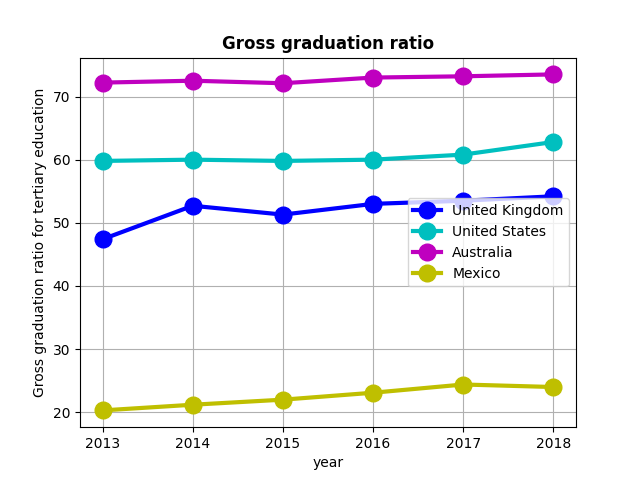 Gross graduation ratio
Gross graduation ratio for tertiary education
70
60
50
40
30
20
United Kingdom
United States
Australia
Mexico
2013 2014 2015 2016 2017 2018
year